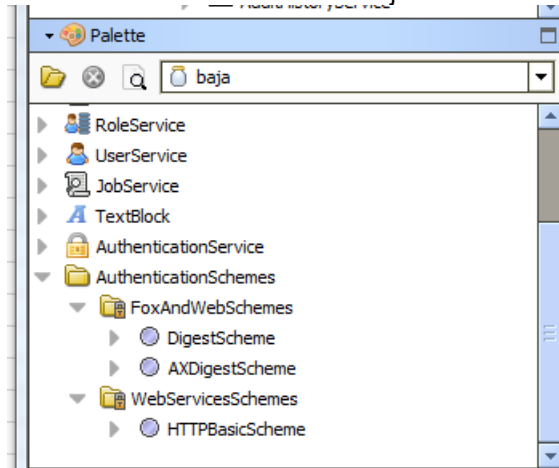 Palette
baja
RoleService
UserService
JobService
TextBlock
AuthenticationService
AuthenticationSchemes
FoxAndWebSchemes
DigestScheme
AXDigestScheme
WebServicesSchemes
HTTPBasicScheme